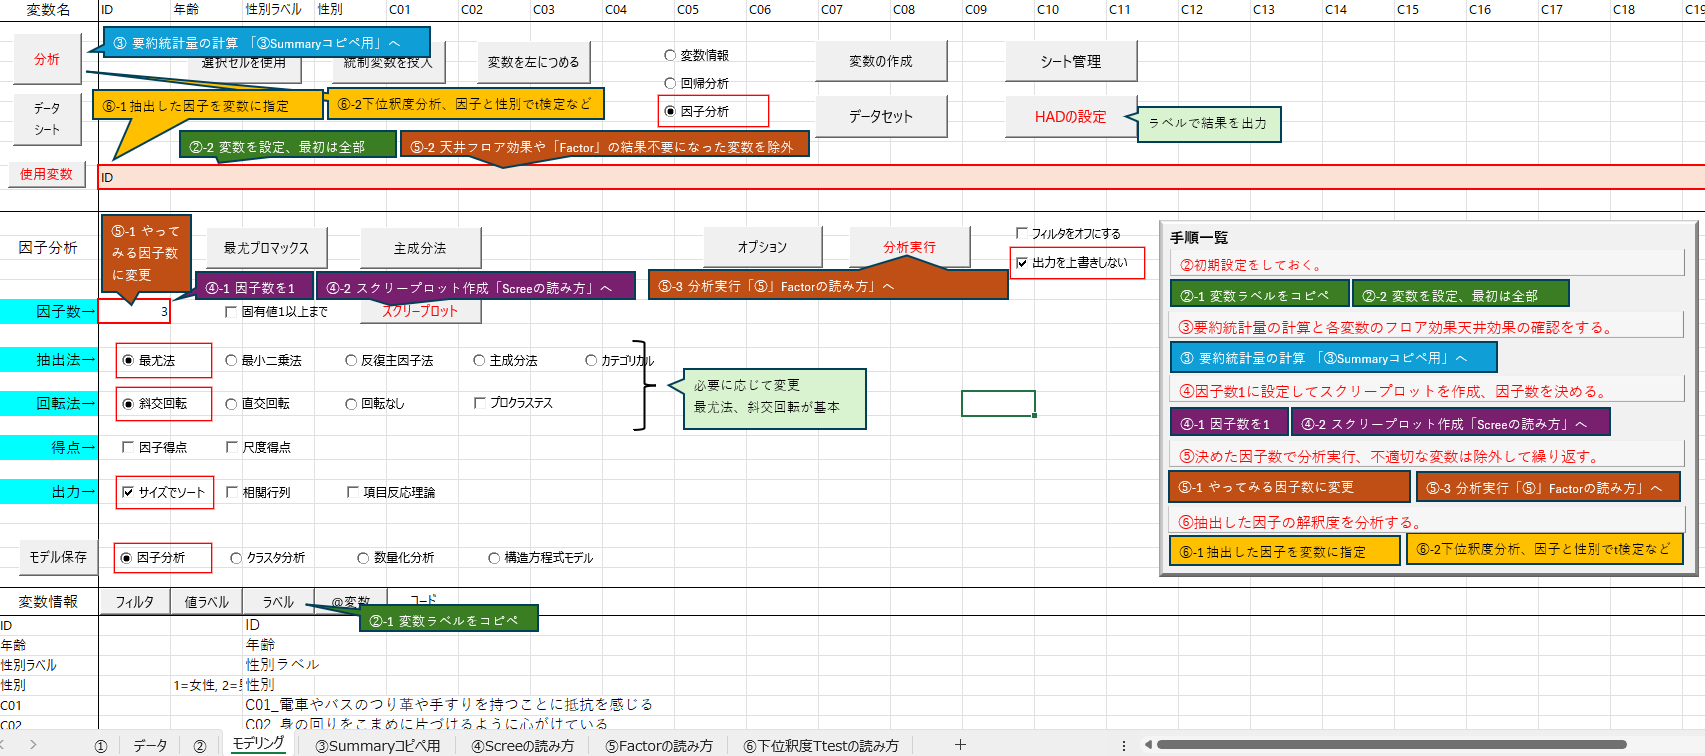 変数名 ID 年齢 性別ラベル 性別 C01 C02 C03 C04 C05 C06 C07 C08 C09 C10 C11 C12 C13 C14 C15 C16 C17 C18 C19
分析
③ 要約統計量の計算 「③Summaryコピペ用」へ
選択セルを使用 統制変数を投入 変数を左につめる
変数情報
回帰分析
因子分析
変数の作成 シート管理
データセット HADの設定
ラベルで結果を出力
データ
シート
⑥-1 抽出した因子を変数に指定
⑥-2下位釈度分析、因子と性別でt検定など
②-2 変数を設定、最初は全部
⑤-2 天井フロア効果や「Factor」の結果不要になった変数を除外
使用変数 ID
因子分析
⑤-1 やって
みる因子数
に変更
最尤プロマックス 主成分法 オプション 分析実行
フィルタをオフにする
出力を上書きしない
④-1 因子数を1
④-2 スクリープロット作成「Screeの読み方」へ
⑤-3 分析実行「⑤」Factorの読み方」へ
因子数→ 3 固有値1以上まで スクリープロット
抽出法→ 最尤法 最小二乗法 反復主因子法 主成分法 カテゴリカル
必要に応じて変更
最尤法、斜交回転が基本
回転法→ 斜交回転 直交回転 回転なし プロクラステス
得点→ 因子得点 尺度得点
出力→ サイズでソート 相関行列 項目反応理論
モデル保存 因子分析 クラスタ分析 数量化分析 構造方程式モデル
手順一覧
②初期設定をしておく。
②-1 変数ラベルをコピペ ②-2 変数を設定、最初は全部
③要約統計量の計算と各変数のフロア効果天井効果の確認をする。
③ 要約統計量の計算 「③Summaryコピペ用」へ
④因子数1に設定してスクリープロットを作成、因子数を決める。
④-1 因子数を1 ④-2 スクリープロット作成「Screeの読み方」へ
⑤決めた因子数で分析実行、不適切な変数は除外して繰り返す。
⑤-1 やってみる因子数に変更 ⑤-3 分析実行「⑤」Factorの読み方」へ
⑥抽出した因子の解釈度を分析する。
⑥-1 抽出した因子を変数に指定 ⑥-2下位釈度分析、因子と性別でt検定など
変数情報 フィルタ 値ラベル ラベル @変数 コード
②-1 変数ラベルをコピペ
ID ID
年齢 年齢
性別ラベル 性別ラベル
性別 1=女性, 2= 性別
C01 C01_電車やバスのつり革や手すりを持つことに抵抗を感じる
C02 C02_身の回りをこまめに片づけるように心がけている
① データ ② モデリング ③Summaryコピペ用 ④Screeの読み方 ⑤Factorの読み方 ⑥下位釈度Ttestの読み方